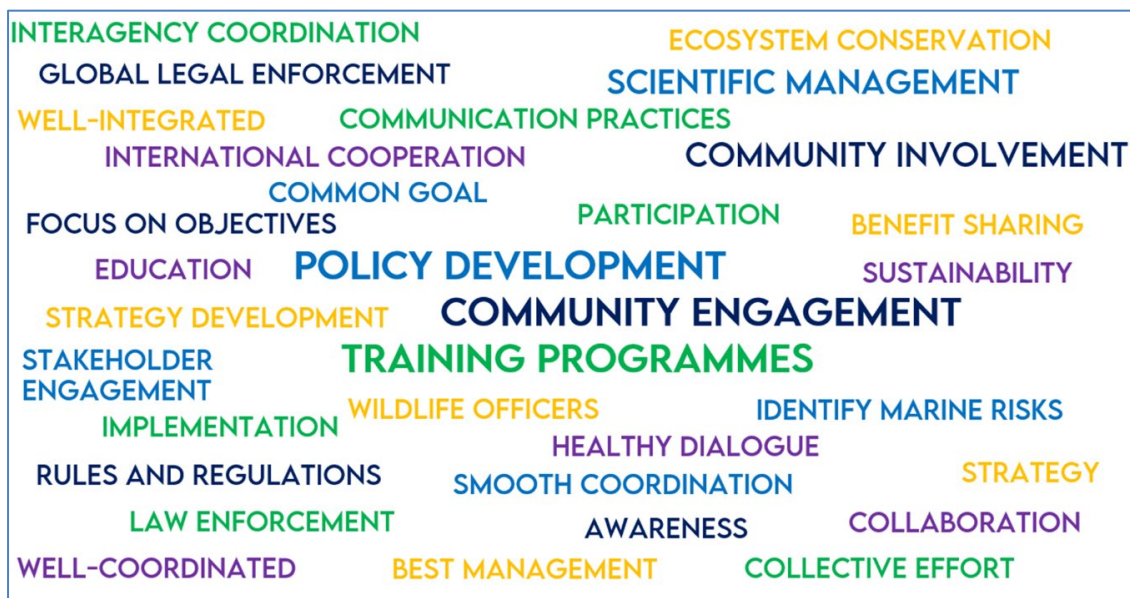 INTERAGENCY COORDINATION
ECOSYSTEM CONSERVATION
GLOBAL LEGAL ENFORCEMENT
SCIENTIFIC MANAGEMENT
WELL-INTEGRATED
COMMUNICATION PRACTICES
INTERNATIONAL COOPERATION
COMMUNITY INVOLVEMENT
COMMON GOAL
FOCUS ON OBJECTIVES
PARTICIPATION
BENEFIT SHARING
EDUCATION
POLICY DEVELOPMENT
SUSTAINABILITY
STRATEGY DEVELOPMENT
COMMUNITY ENGAGEMENT
STAKEHOLDER
ENGAGEMENT
TRAINING PROGRAMMES
WILDLIFE OFFICERS
IDENTIFY MARINE RISKS
IMPLEMENTATION
HEALTHY DIALOGUE
RULES AND REGULATIONS
SMOOTH COORDINATION
STRATEGY
LAW ENFORCEMENT
AWARENESS
COLLABORATION
WELL-COORDINATED
BEST MANAGEMENT
COLLECTIVE EFFORT